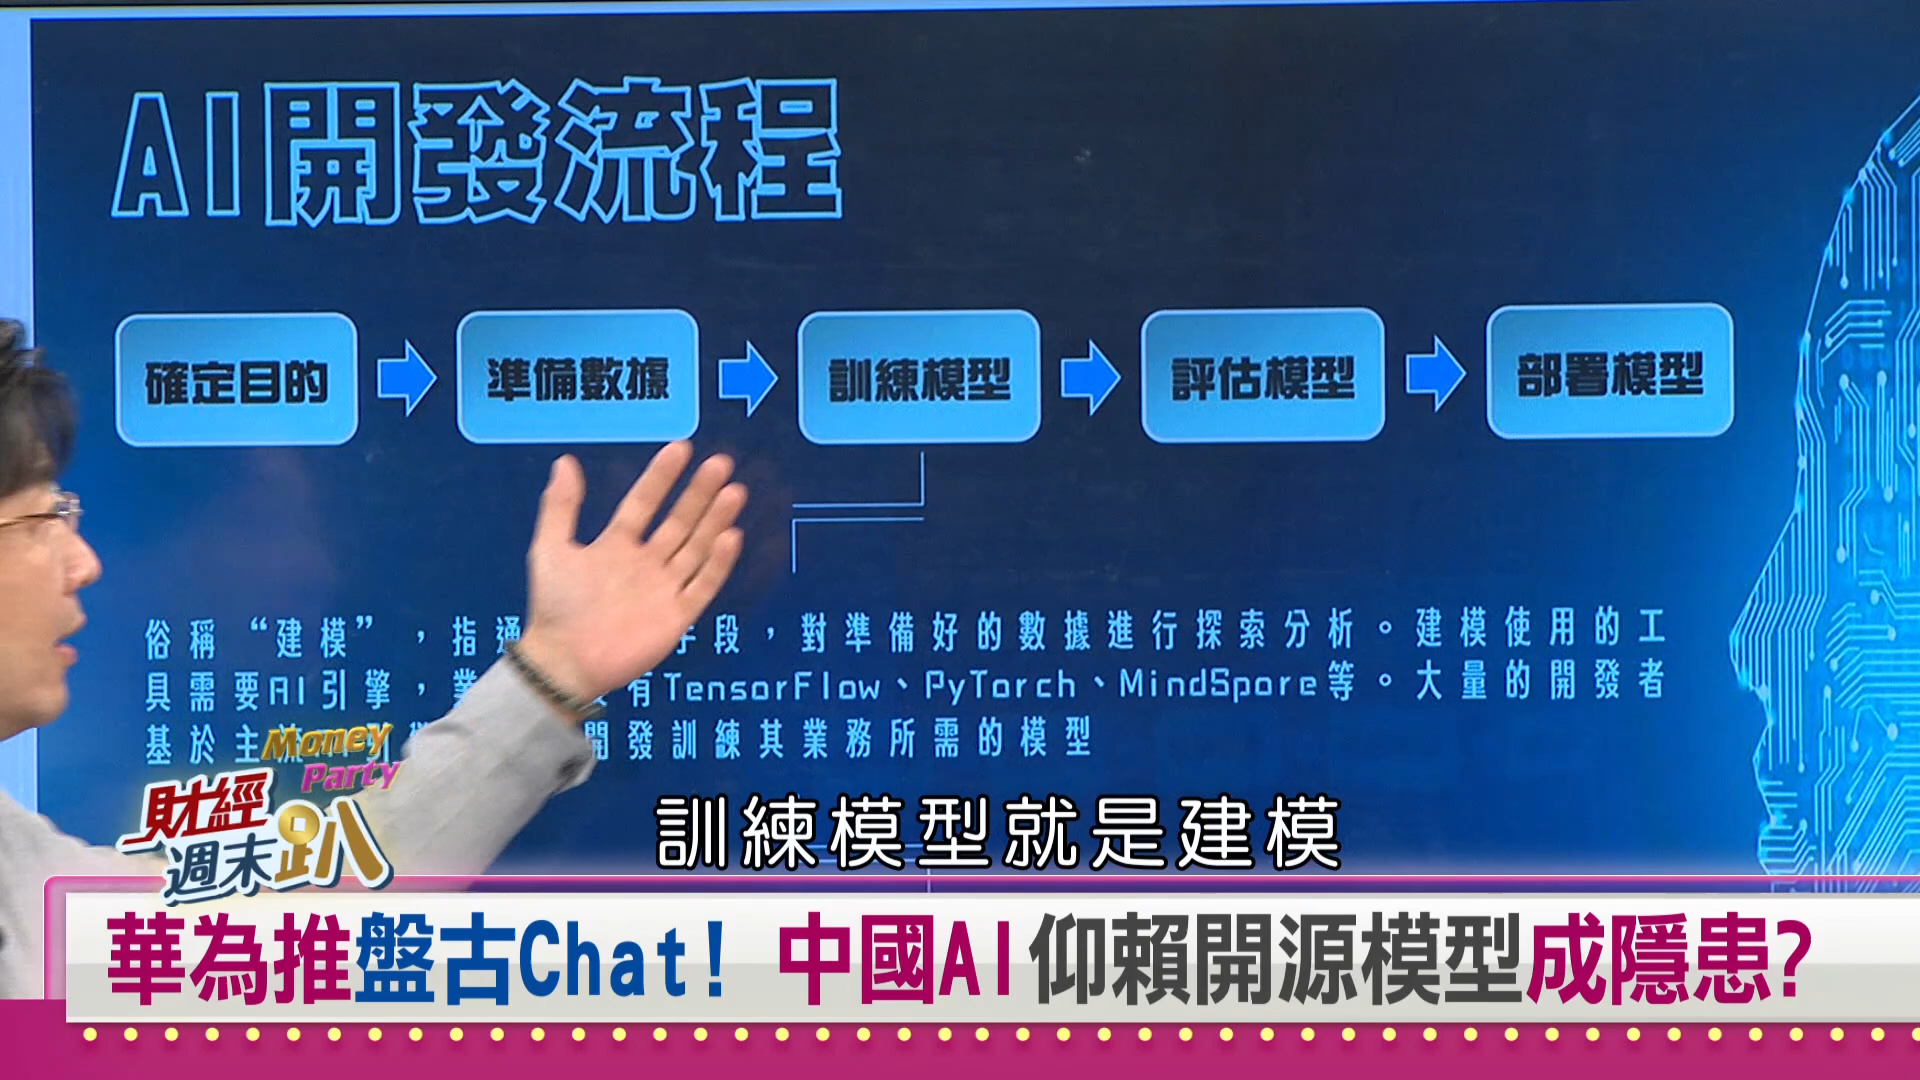 AI開發流程
確定目的
準備數據
訓練模型
評估模型
部署模型
俗稱“建模”，指通 手段，對準備好的數據進行探索分析。建模使用的工
具需要AI引擎，業 有TensorFlow、PyTorch、MindSpore等。大量的開發者
基於主流 開發訓練其業務所需的模型
Money
Party
財經
週末趴
訓練模型就是建模
華為推盤古Chat! 中國AI仰賴開源模型成隱患?